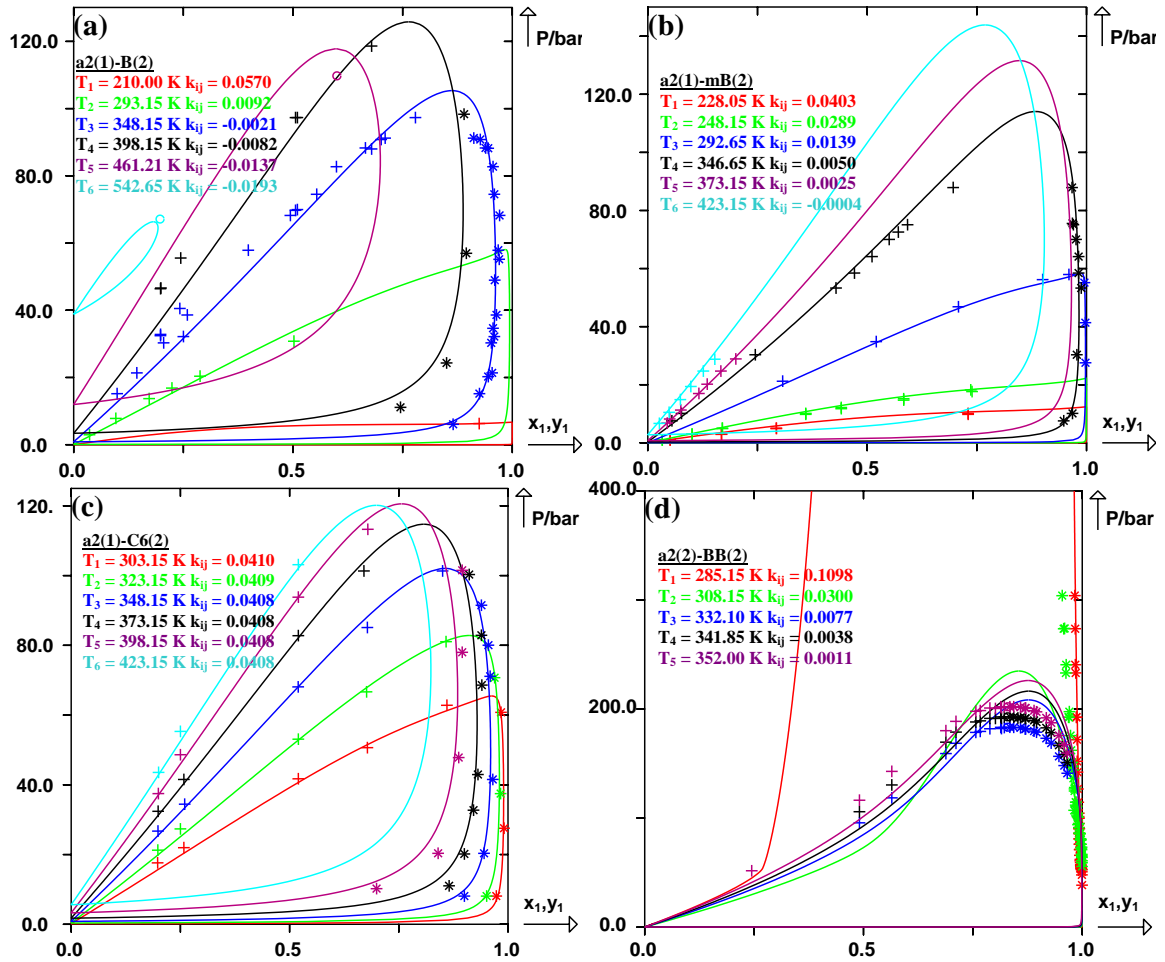 (a)
P/bar
120.0
a2(1)-B(2)
T1 = 210.00 K kij = 0.0570
T2 = 293.15 K kij = 0.0092
T3 = 348.15 K kij = -0.0021
T4 = 398.15 K kij = -0.0082
T5 = 461.21 K kij = -0.0137
T6 = 542.65 K kij = -0.0193
80.0
40.0
0.0
x1,y1
0.0
0.5
1.0
(b)
P/bar
120.0
a2(1)-mB(2)
T1 = 228.05 K kij = 0.0403
T2 = 248.15 K kij = 0.0289
T3 = 292.65 K kij = 0.0139
T4 = 346.65 K kij = 0.0050
T5 = 373.15 K kij = 0.0025
T6 = 423.15 K kij = -0.0004
80.0
40.0
0.0
x1,y1
0.0
0.5
1.0
(c)
P/bar
120.
a2(1)-C6(2)
T1 = 303.15 K kij = 0.0410
T2 = 323.15 K kij = 0.0409
T3 = 348.15 K kij = 0.0408
T4 = 373.15 K kij = 0.0408
T5 = 398.15 K kij = 0.0408
T6 = 423.15 K kij = 0.0408
80.0
40.0
0.0
x1,y1
0.0
0.5
1.0
400.0
(d)
P/bar
a2(2)-BB(2)
T1 = 285.15 K kij = 0.1098
T2 = 308.15 K kij = 0.0300
T3 = 332.10 K kij = 0.0077
T4 = 341.85 K kij = 0.0038
T5 = 352.00 K kij = 0.0011
200.0
0.0
x1,y1
0.0
0.5
1.0